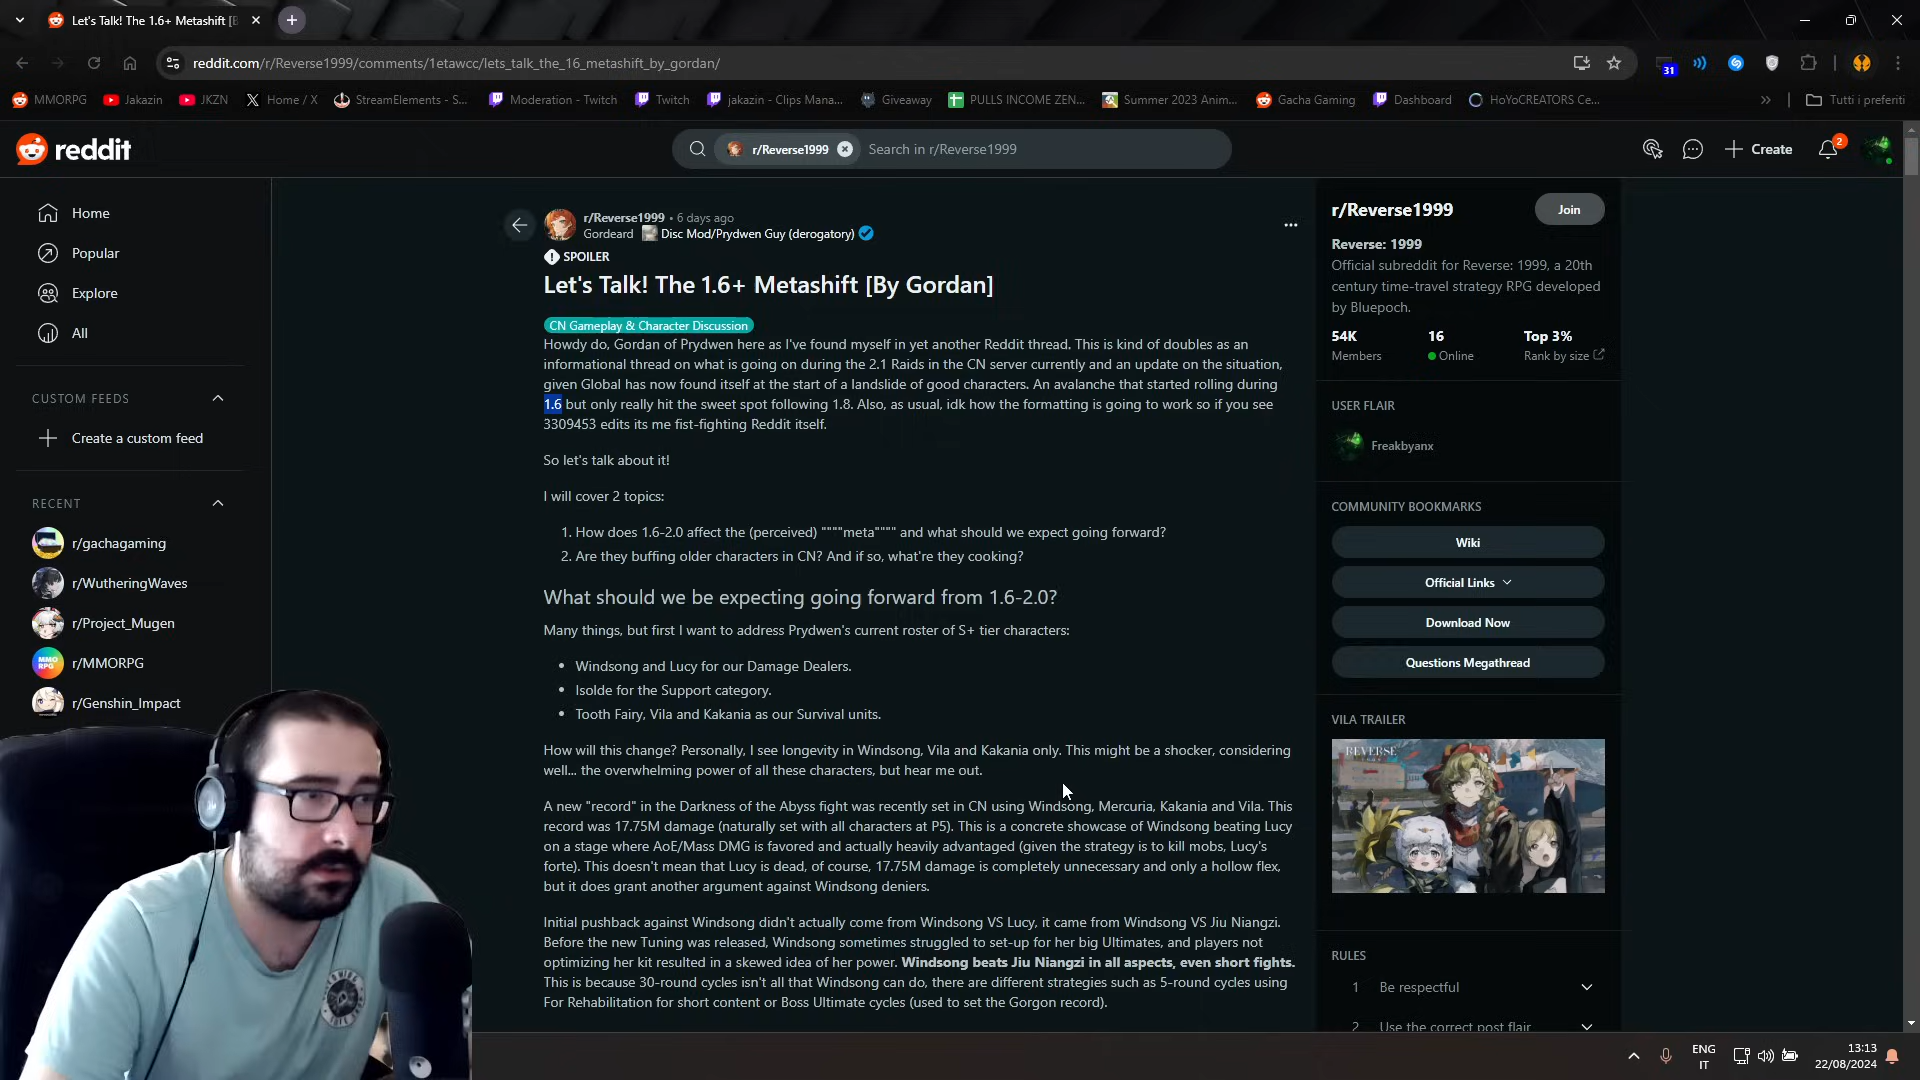 Let's Talk! The 1.6+ Metashift [B
reddit.com/r/Reverse1999/comments/1etawcc/lets_talk_the_16_metashift_by_gordan/
31
MMORPG
Jakazin
JKZN
Home / X
StreamElements - S...
Moderation - Twitch
Twitch
jakazin - Clips Mana...
Giveaway
PULLS INCOME ZEN...
Summer 2023 Anim...
Gacha Gaming
Dashboard
HoYoCREATORS Ce...
»
Tutti i preferiti
reddit
r/Reverse1999
Search in r/Reverse1999
Create
2
Home
Popular
Explore
All
CUSTOM FEEDS
Create a custom feed
RECENT
r/gachagaming
r/WutheringWaves
r/Project_Mugen
MMO RPG
r/MMORPG
r/Genshin_Impact
r/Reverse1999 • 6 days ago
Gordeard Disc Mod/Prydwen Guy (derogatory)
SPOILER
Let's Talk! The 1.6+ Metashift [By Gordan]
CN Gameplay & Character Discussion
Howdy do, Gordan of Prydwen here as I've found myself in yet another Reddit thread. This is kind of doubles as an
informational thread on what is going on during the 2.1 Raids in the CN server currently and an update on the situation,
given Global has now found itself at the start of a landslide of good characters. An avalanche that started rolling during
1.6 but only really hit the sweet spot following 1.8. Also, as usual, idk how the formatting is going to work so if you see
3309453 edits its me fist-fighting Reddit itself.
So let's talk about it!
I will cover 2 topics:
1. How does 1.6-2.0 affect the (perceived) """"meta"""" and what should we expect going forward?
2. Are they buffing older characters in CN? And if so, what're they cooking?
What should we be expecting going forward from 1.6-2.0?
Many things, but first I want to address Prydwen's current roster of S+ tier characters:
• Windsong and Lucy for our Damage Dealers.
• Isolde for the Support category.
• Tooth Fairy, Vila and Kakania as our Survival units.
How will this change? Personally, I see longevity in Windsong, Vila and Kakania only. This might be a shocker, considering
well... the overwhelming power of all these characters, but hear me out.
A new "record" in the Darkness of the Abyss fight was recently set in CN using Windsong, Mercuria, Kakania and Vila. This
record was 17.75M damage (naturally set with all characters at P5). This is a concrete showcase of Windsong beating Lucy
on a stage where AoE/Mass DMG is favored and actually heavily advantaged (given the strategy is to kill mobs, Lucy's
forte). This doesn't mean that Lucy is dead, of course, 17.75M damage is completely unnecessary and only a hollow flex,
but it does grant another argument against Windsong deniers.
Initial pushback against Windsong didn't actually come from Windsong VS Lucy, it came from Windsong VS Jiu Niangzi.
Before the new Tuning was released, Windsong sometimes struggled to set-up for her big Ultimates, and players not
optimizing her kit resulted in a skewed idea of her power. Windsong beats Jiu Niangzi in all aspects, even short fights.
This is because 30-round cycles isn't all that Windsong can do, there are different strategies such as 5-round cycles using
For Rehabilitation for short content or Boss Ultimate cycles (used to set the Gorgon record).
r/Reverse1999
Join
Reverse: 1999
Official subreddit for Reverse: 1999, a 20th
century time-travel strategy RPG developed
by Bluepoch.
54K 16 Top 3%
Members Online Rank by size
USER FLAIR
Freakbyanx
COMMUNITY BOOKMARKS
Wiki
Official Links
Download Now
Questions Megathread
VILA TRAILER
REVERSE
RULES
1 Be respectful
2 Use the correct post flair
ENG
IT
13:13
22/08/2024